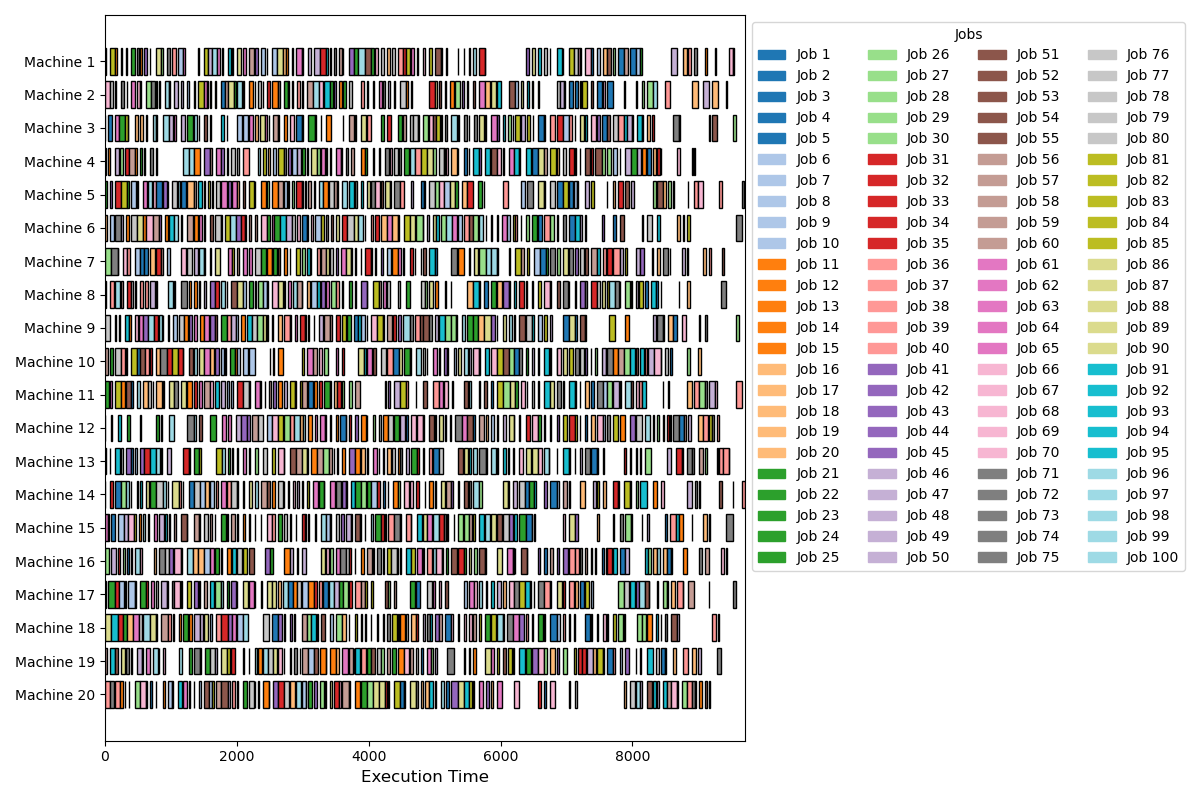 Machine 1
Machine 2
Machine 3
Machine 4
Machine 5
Machine 6
Machine 7
Machine 8
Machine 9
Machine 10
Machine 11
Machine 12
Machine 13
Machine 14
Machine 15
Machine 16
Machine 17
Machine 18
Machine 19
Machine 20
0 2000 4000 6000 8000
Execution Time
Jobs
Job 1 Job 26 Job 51 Job 76
Job 2 Job 27 Job 52 Job 77
Job 3 Job 28 Job 53 Job 78
Job 4 Job 29 Job 54 Job 79
Job 5 Job 30 Job 55 Job 80
Job 6 Job 31 Job 56 Job 81
Job 7 Job 32 Job 57 Job 82
Job 8 Job 33 Job 58 Job 83
Job 9 Job 34 Job 59 Job 84
Job 10 Job 35 Job 60 Job 85
Job 11 Job 36 Job 61 Job 86
Job 12 Job 37 Job 62 Job 87
Job 13 Job 38 Job 63 Job 88
Job 14 Job 39 Job 64 Job 89
Job 15 Job 40 Job 65 Job 90
Job 16 Job 41 Job 66 Job 91
Job 17 Job 42 Job 67 Job 92
Job 18 Job 43 Job 68 Job 93
Job 19 Job 44 Job 69 Job 94
Job 20 Job 45 Job 70 Job 95
Job 21 Job 46 Job 71 Job 96
Job 22 Job 47 Job 72 Job 97
Job 23 Job 48 Job 73 Job 98
Job 24 Job 49 Job 74 Job 99
Job 25 Job 50 Job 75 Job 100